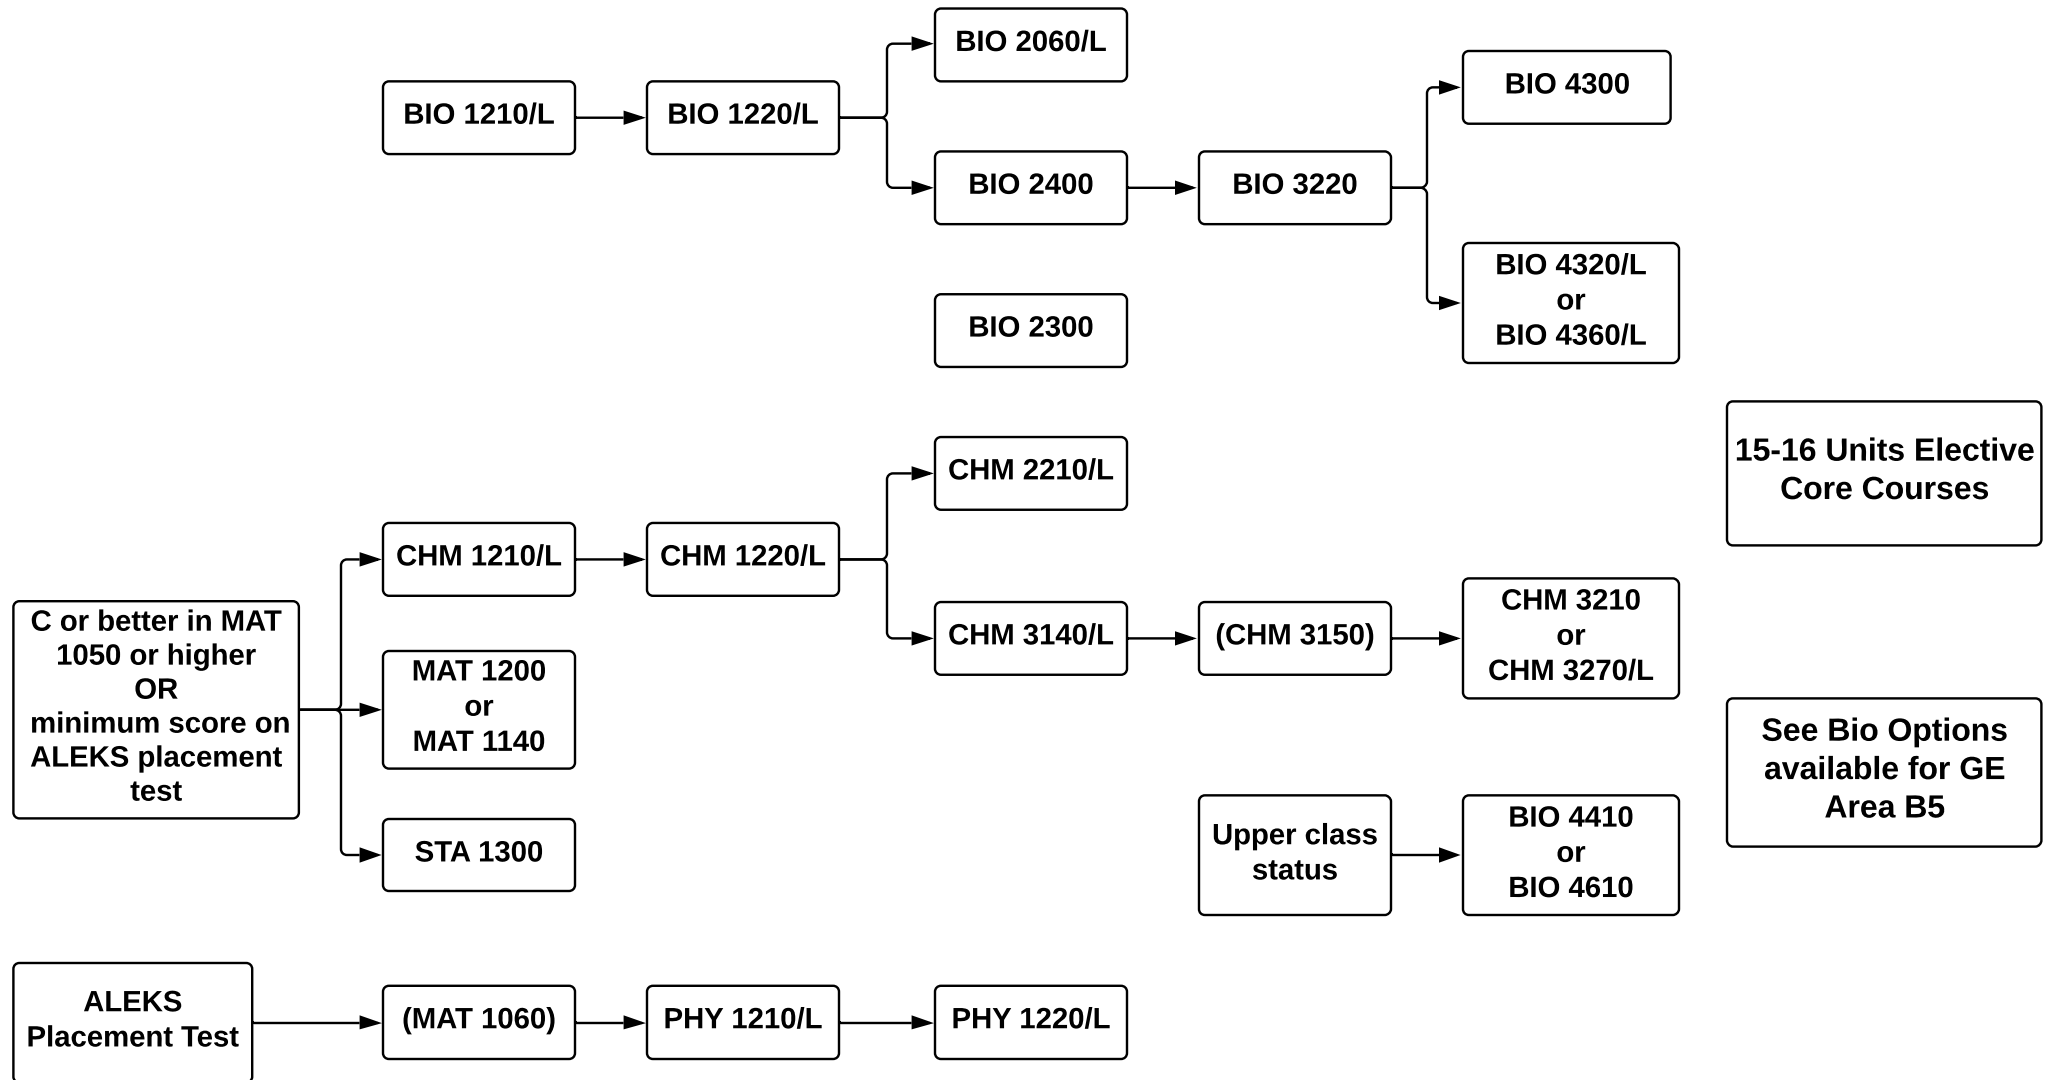 BIO 2060/L
BIO 4300
BIO 1210/L
BIO 1220/L
BIO 2400
BIO 3220
BIO 4320/L
or
BIO 4360/L
BIO 2300
15-16 Units Elective
Core Courses
CHM 2210/L
CHM 1210/L
CHM 1220/L
C or better in MAT
1050 or higher
OR
minimum score on
ALEKS placement
test
CHM 3140/L
(CHM 3150)
CHM 3210
or
CHM 3270/L
MAT 1200
or
MAT 1140
See Bio Options
available for GE
Area B5
STA 1300
Upper class
status
BIO 4410
or
BIO 4610
ALEKS
Placement Test
(MAT 1060)
PHY 1210/L
PHY 1220/L